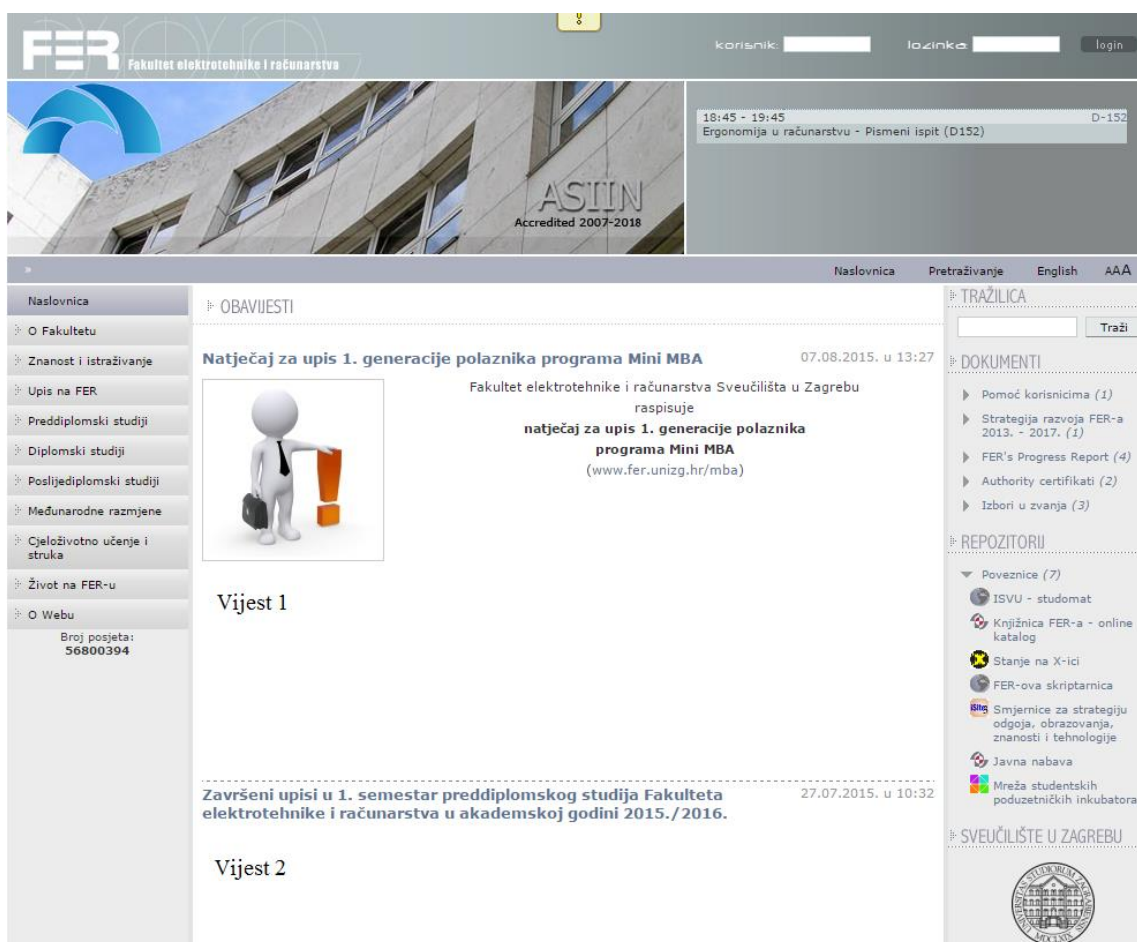 FER
Fakultet elektrotehnike i računarstva
korisnik:
lozinka:
login
ASIIN
Accredited 2007-2018
18:45 - 19:45 D-152
Ergonomija u računarstvu - Pismeni ispit (D152)
» Naslovnica Pretraživanje English AAA
Naslovnica
O Fakultetu
Znanost i istraživanje
Upis na FER
Preddiplomski studiji
Diplomski studiji
Poslijediplomski studiji
Međunarodne razmjene
Cjeloživotno učenje i
struka
Život na FER-u
O Webu
Broj posjeta:
56800394
OBAVIJESTI
Natječaj za upis 1. generacije polaznika programa Mini MBA 07.08.2015. u 13:27
Fakultet elektrotehnike i računarstva Sveučilišta u Zagrebu
raspisuje
natječaj za upis 1. generacije polaznika
programa Mini MBA
(www.fer.unizg.hr/mba)
Vijest 1
Završeni upisi u 1. semestar preddiplomskog studija Fakulteta 27.07.2015. u 10:32
elektrotehnike i računarstva u akademskoj godini 2015./2016.
Vijest 2
TRAŽILICA
Traži
DOKUMENTI
Pomoć korisnicima (1)
Strategija razvoja FER-a
2013. - 2017. (1)
FER's Progress Report (4)
Authority certifikati (2)
Izbori u zvanja (3)
REPOZITORIJ
Poveznice (7)
ISVU - studomat
Knjižnica FER-a - online
katalog
Stanje na X-ici
FER-ova skriptarnica
Smjernice za strategiju
odgoja, obrazovanja,
znanosti i tehnologije
Javna nabava
Mreža studentskih
poduzetničkih inkubatora
SVEUČILIŠTE U ZAGREBU